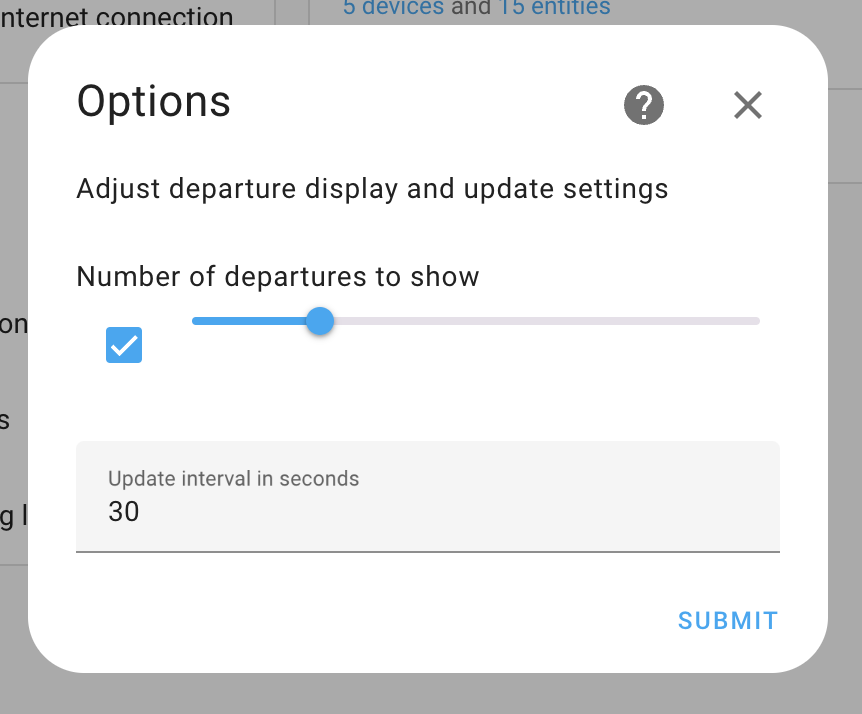 nternet connection
5 devices and 15 entities
Options
Adjust departure display and update settings
Number of departures to show
on
s
g l
Update interval in seconds
30
SUBMIT